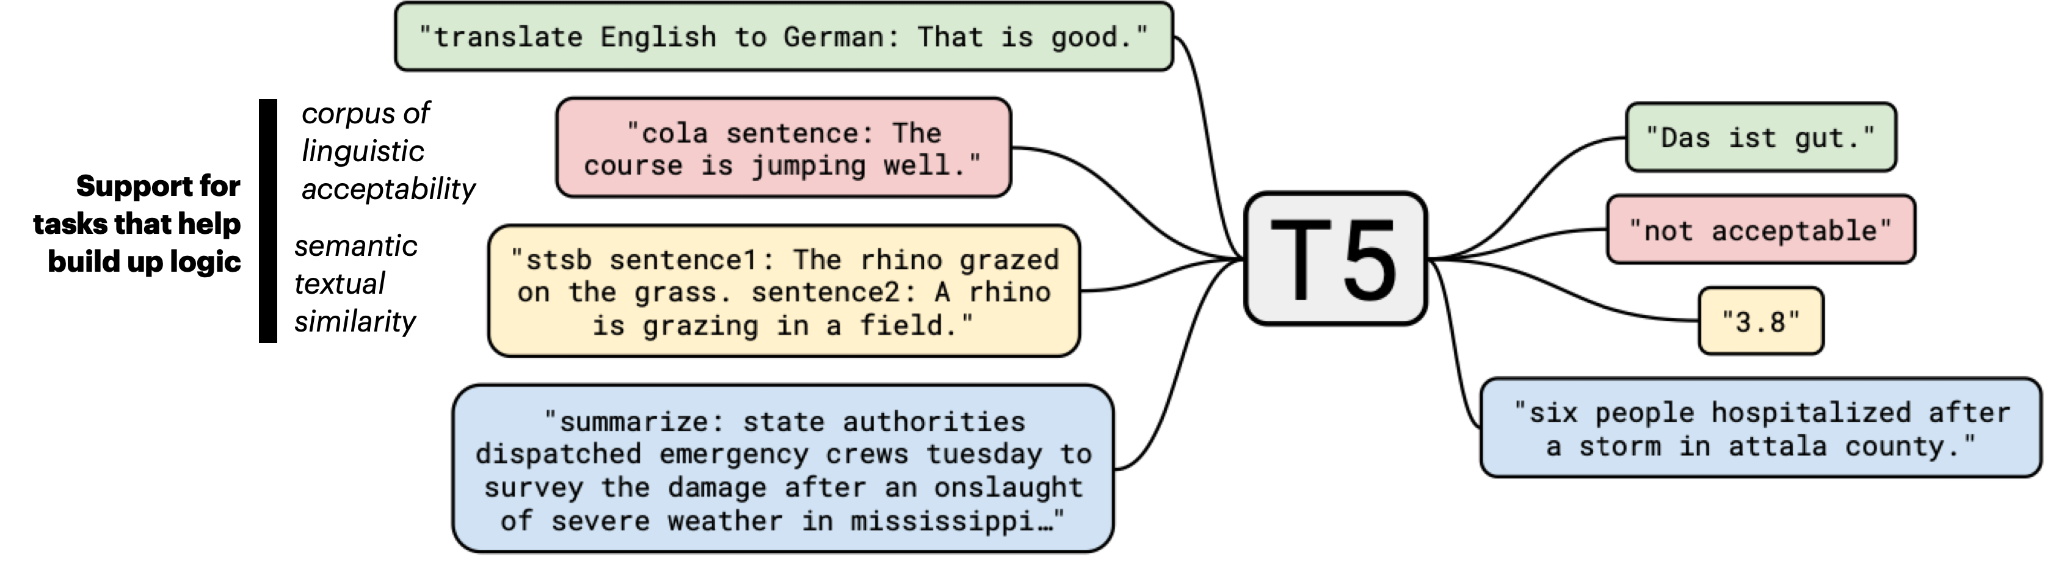 "translate English to German: That is good."
Support for
tasks that help
build up logic
corpus of
linguistic
acceptability
"cola sentence: The
course is jumping well."
semantic
textual
similarity
"stsb sentence1: The rhino grazed
on the grass. sentence2: A rhino
is grazing in a field."
"summarize: state authorities
dispatched emergency crews tuesday to
survey the damage after an onslaught
of severe weather in mississippi…"
T5
"Das ist gut."
"not acceptable"
"3.8"
"six people hospitalized after
a storm in attala county."